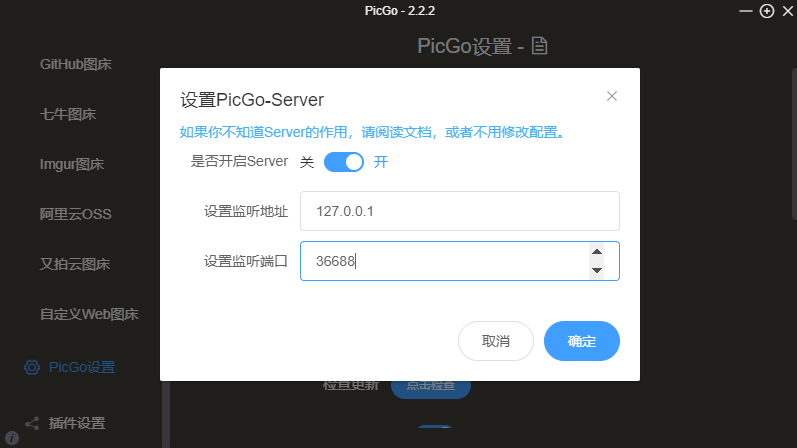 PicGo - 2.2.2
PicGo设置 -
GitHub图床
七牛图床
Imgur图床
阿里云OSS
又拍云图床
自定义Web图床
PicGo设置
插件设置
设置PicGo-Server
如果你不知道Server的作用，请阅读文档，或者不用修改配置。
是否开启Server 关 开
设置监听地址 127.0.0.1
设置监听端口 36688
取消 确定
检查更新 点击检查